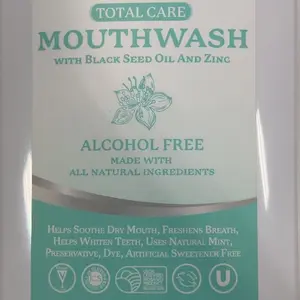 TOTAL CARE
MOUTHWASH
WITH BLACK SEED OIL AND ZINC
ALCOHOL FREE
MADE WITH
ALL NATURAL INGREDIENTS
HELPS SOOTHE DRY MOUTH, FRESHENS BREATH,
HELPS WHITEN TEETH, USES NATURAL MINT,
PRESERVATIVE, DYE, ARTIFICIAL SWEETENER FREE
U